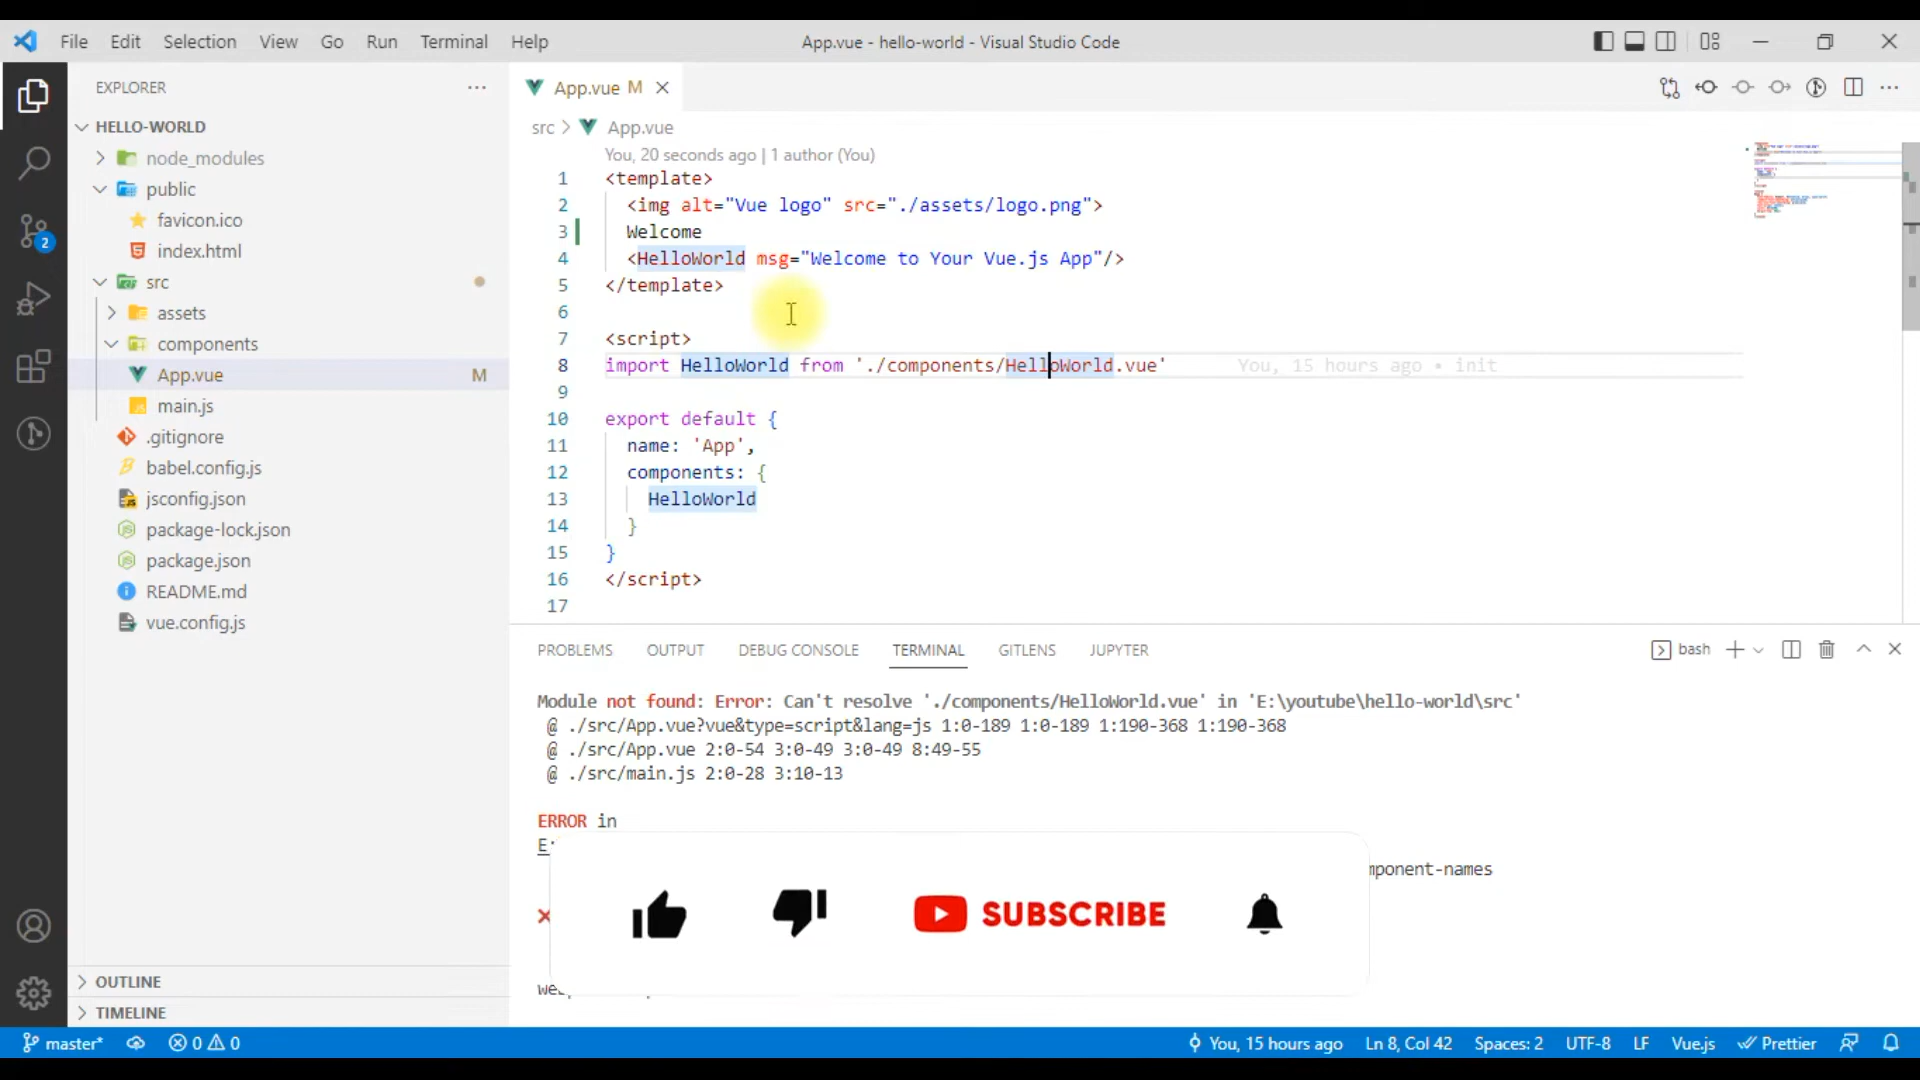 File Edit Selection View Go Run Terminal Help
App.vue - hello-world - Visual Studio Code
EXPLORER
HELLO-WORLD
node_modules
public
favicon.ico
index.html
src
assets
components
App.vue M
main.js
.gitignore
babel.config.js
jsconfig.json
package-lock.json
package.json
README.md
vue.config.js
OUTLINE
TIMELINE
2
App.vue M
src > App.vue
You, 20 seconds ago | 1 author (You)
1 <template>
2 <img alt="Vue logo" src="./assets/logo.png">
3 Welcome
4 <HelloWorld msg="Welcome to Your Vue.js App"/>
5 </template>
6
7 <script>
8 import HelloWorld from './components/HelloWorld.vue' You, 15 hours ago • init
9
10 export default {
11 name: 'App',
12 components: {
13 HelloWorld
14 }
15 }
16 </script>
17
PROBLEMS OUTPUT DEBUG CONSOLE TERMINAL GITLENS JUPYTER
bash
Module not found: Error: Can't resolve './components/HelloWorld.vue' in 'E:\youtube\hello-world\src'
@ ./src/App.vue?vue&type=script&lang=js 1:0-189 1:0-189 1:190-368 1:190-368
@ ./src/App.vue 2:0-54 3:0-49 3:0-49 8:49-55
@ ./src/main.js 2:0-28 3:10-13
ERROR in
mponent-names
SUBSCRIBE
master* 0 0
You, 15 hours ago Ln 8, Col 42 Spaces: 2 UTF-8 LF Vue.js Prettier